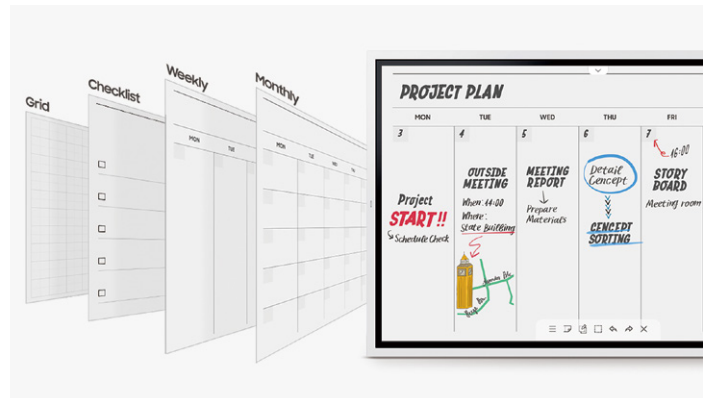 Grid
Checklist
Weekly
Monthly
MON
TUE
MON
TUE
WED
PROJECT PLAN
MON
TUE
WED
THU
FRI
3
4
5
6
7
16:00
Project
START!!
Schedule Check
OUTSIDE
MEETING
When: 14:00
Where:
State Building
MEETING
REPORT
Prepare
Materials
Detail
Concept
CENCEPT
SORTING
STORY
BOARD
Meeting room